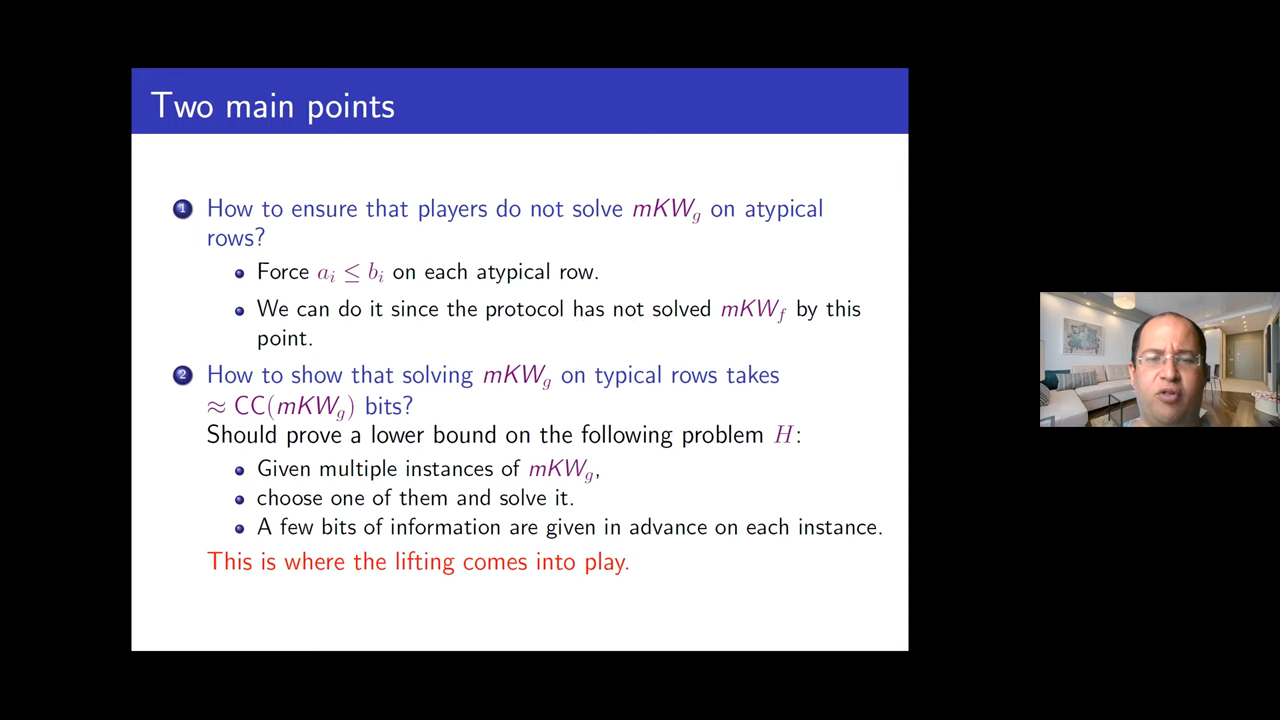 Two main points
1 How to ensure that players do not solve mKW_g on atypical
rows?
• Force a_i ≤ b_i on each atypical row.
• We can do it since the protocol has not solved mKW_f by this
point.
2 How to show that solving mKW_g on typical rows takes
≈ CC(mKW_g) bits?
Should prove a lower bound on the following problem H:
• Given multiple instances of mKW_g,
• choose one of them and solve it.
• A few bits of information are given in advance on each instance.
This is where the lifting comes into play.